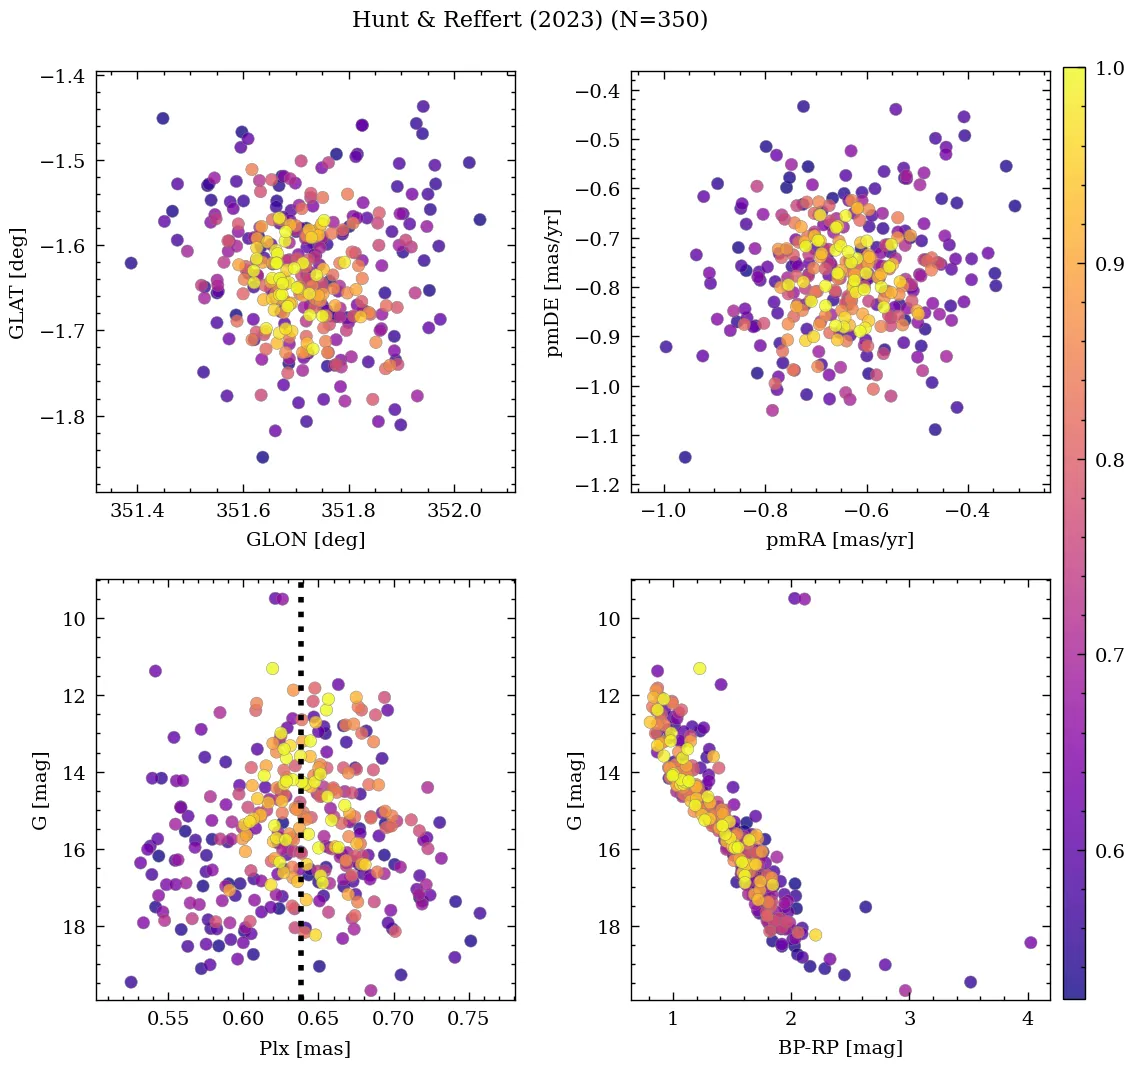 Hunt & Reffert (2023) (N=350)
−1.4
−1.5
−1.6
−1.7
−1.8
GLAT [deg]
351.4 351.6 351.8 352.0
GLON [deg]
−0.4
−0.5
−0.6
−0.7
−0.8
−0.9
−1.0
−1.1
−1.2
pmDE [mas/yr]
−1.0 −0.8 −0.6 −0.4
pmRA [mas/yr]
1.0
0.9
0.8
0.7
0.6
10
12
14
16
18
G [mag]
0.55 0.60 0.65 0.70 0.75
Plx [mas]
10
12
14
16
18
G [mag]
1 2 3 4
BP-RP [mag]